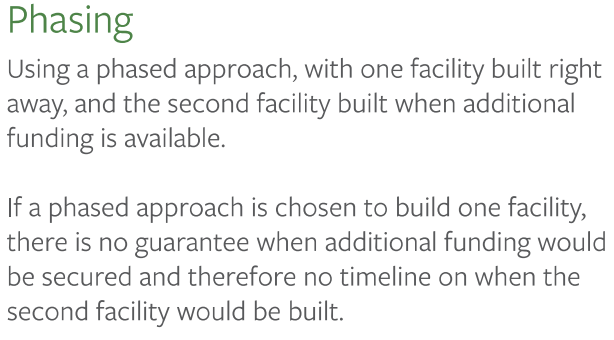 Phasing
Using a phased approach, with one facility built right
away, and the second facility built when additional
funding is available.
If a phased approach is chosen to build one facility,
there is no guarantee when additional funding would
be secured and therefore no timeline on when the
second facility would be built.